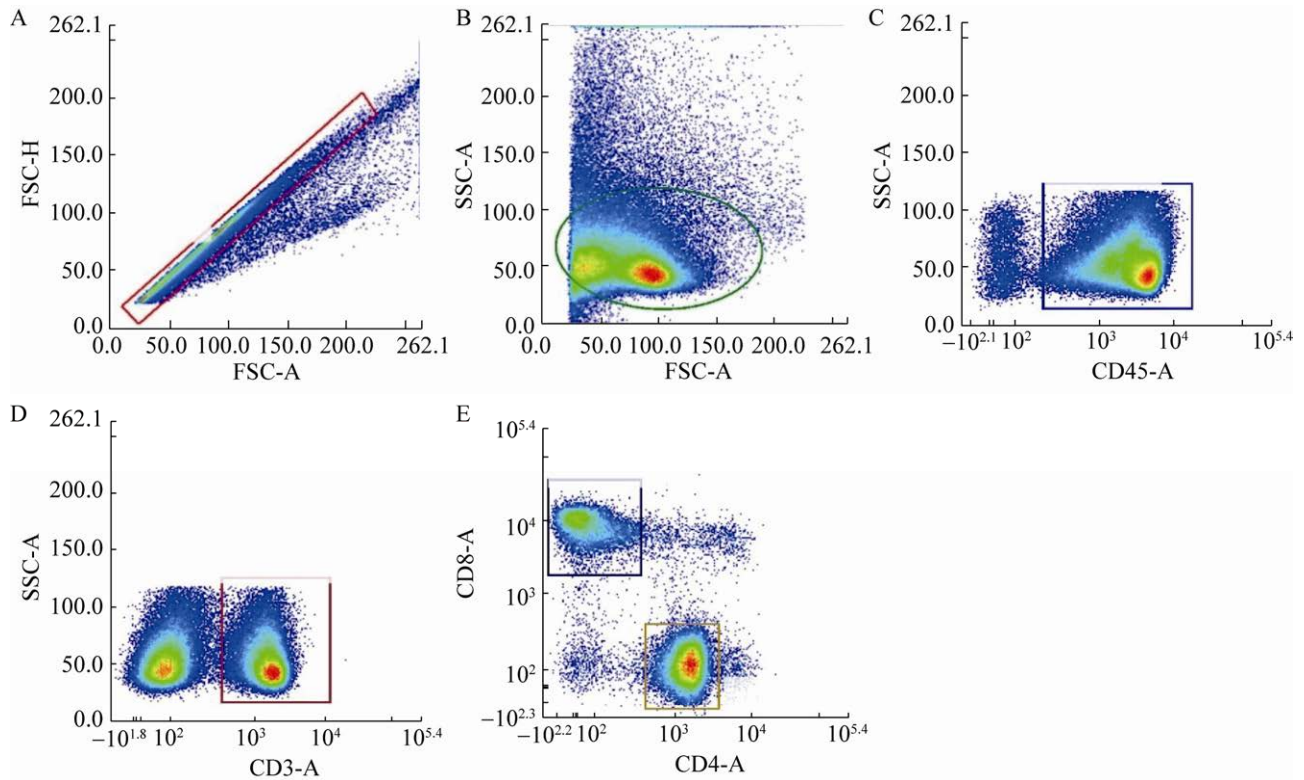 A
262.1
200.0
150.0
100.0
50.0
0.0
FSC-H
0.0 50.0 100.0 150.0 200.0 262.1
FSC-A
B
262.1
200.0
150.0
100.0
50.0
0.0
SSC-A
0.0 50.0 100.0 150.0 200.0 262.1
FSC-A
C
262.1
200.0
150.0
100.0
50.0
0.0
SSC-A
−10^2.1 10^2 10^3 10^4 10^5.4
CD45-A
D
262.1
200.0
150.0
100.0
50.0
0.0
SSC-A
−10^1.8 10^2 10^3 10^4 10^5.4
CD3-A
E
10^5.4
10^4
10^3
10^2
−10^2.3
CD8-A
−10^2.2 10^2 10^3 10^4 10^5.4
CD4-A